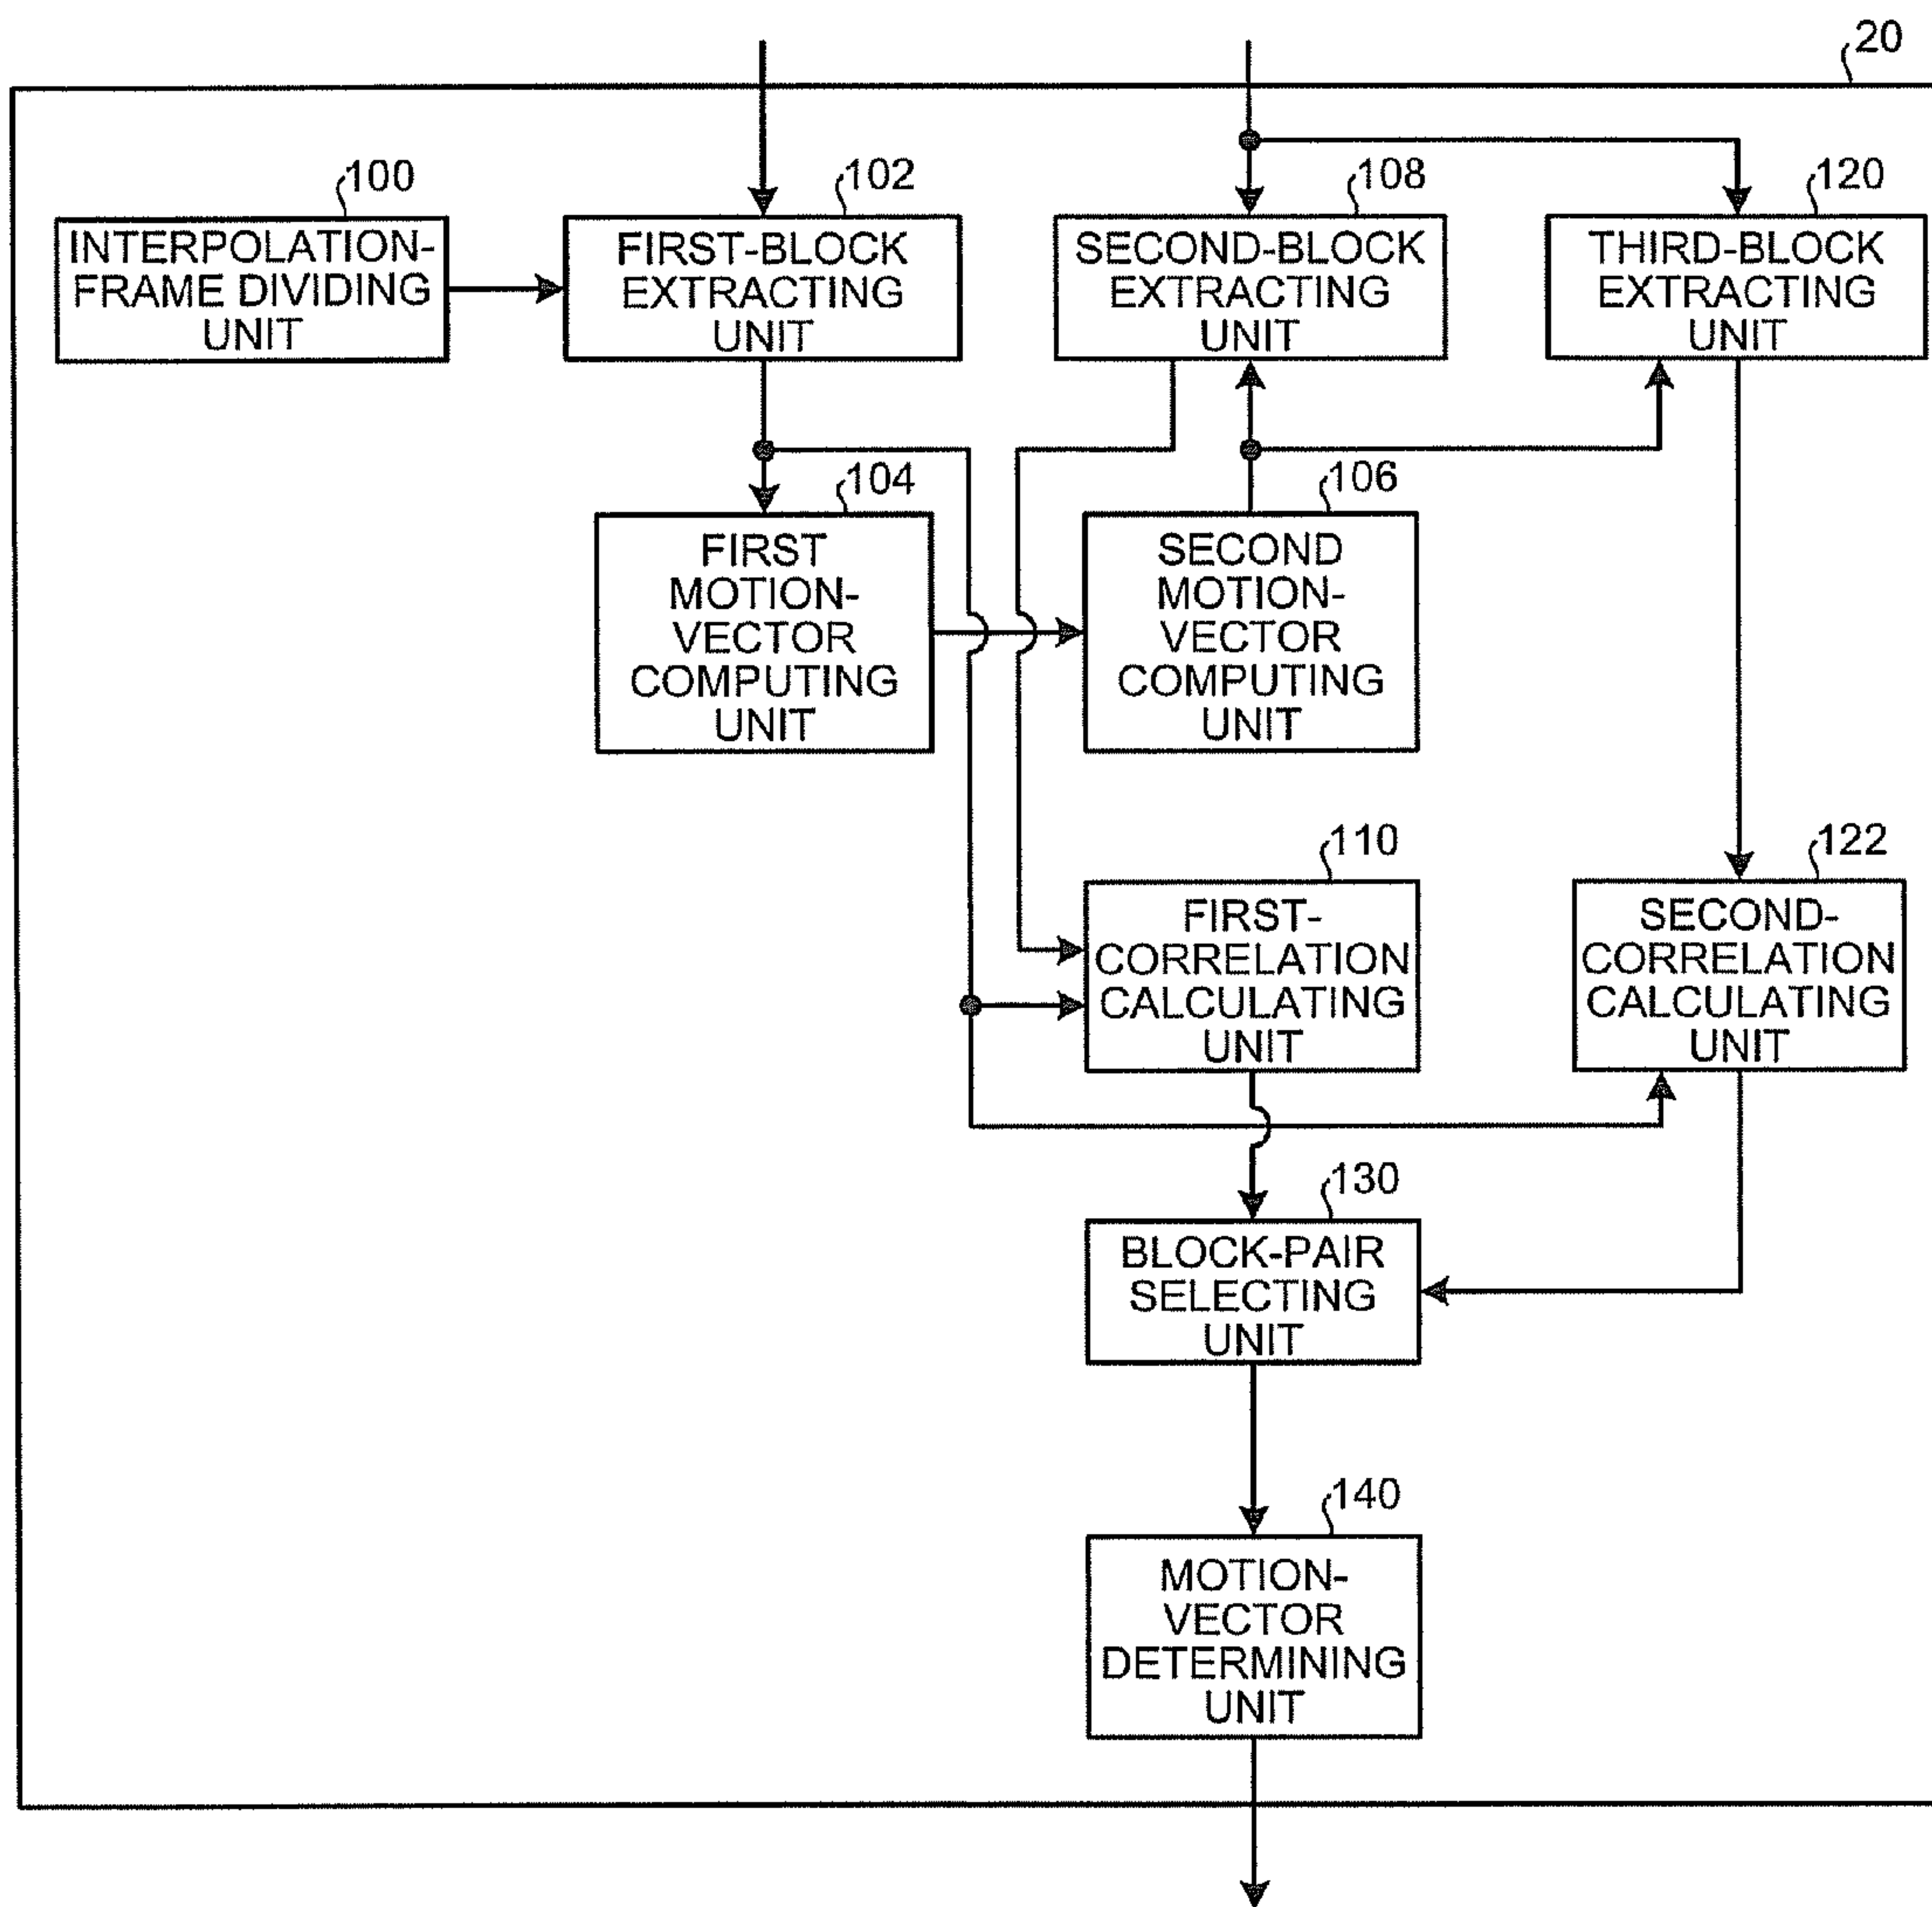 20
100
INTERPOLATION-
FRAME DIVIDING
UNIT
102
FIRST-BLOCK
EXTRACTING
UNIT
108
SECOND-BLOCK
EXTRACTING
UNIT
120
THIRD-BLOCK
EXTRACTING
UNIT
104
FIRST
MOTION-
VECTOR
COMPUTING
UNIT
106
SECOND
MOTION-
VECTOR
COMPUTING
UNIT
110
FIRST-
CORRELATION
CALCULATING
UNIT
122
SECOND-
CORRELATION
CALCULATING
UNIT
130
BLOCK-PAIR
SELECTING
UNIT
140
MOTION-
VECTOR
DETERMINING
UNIT